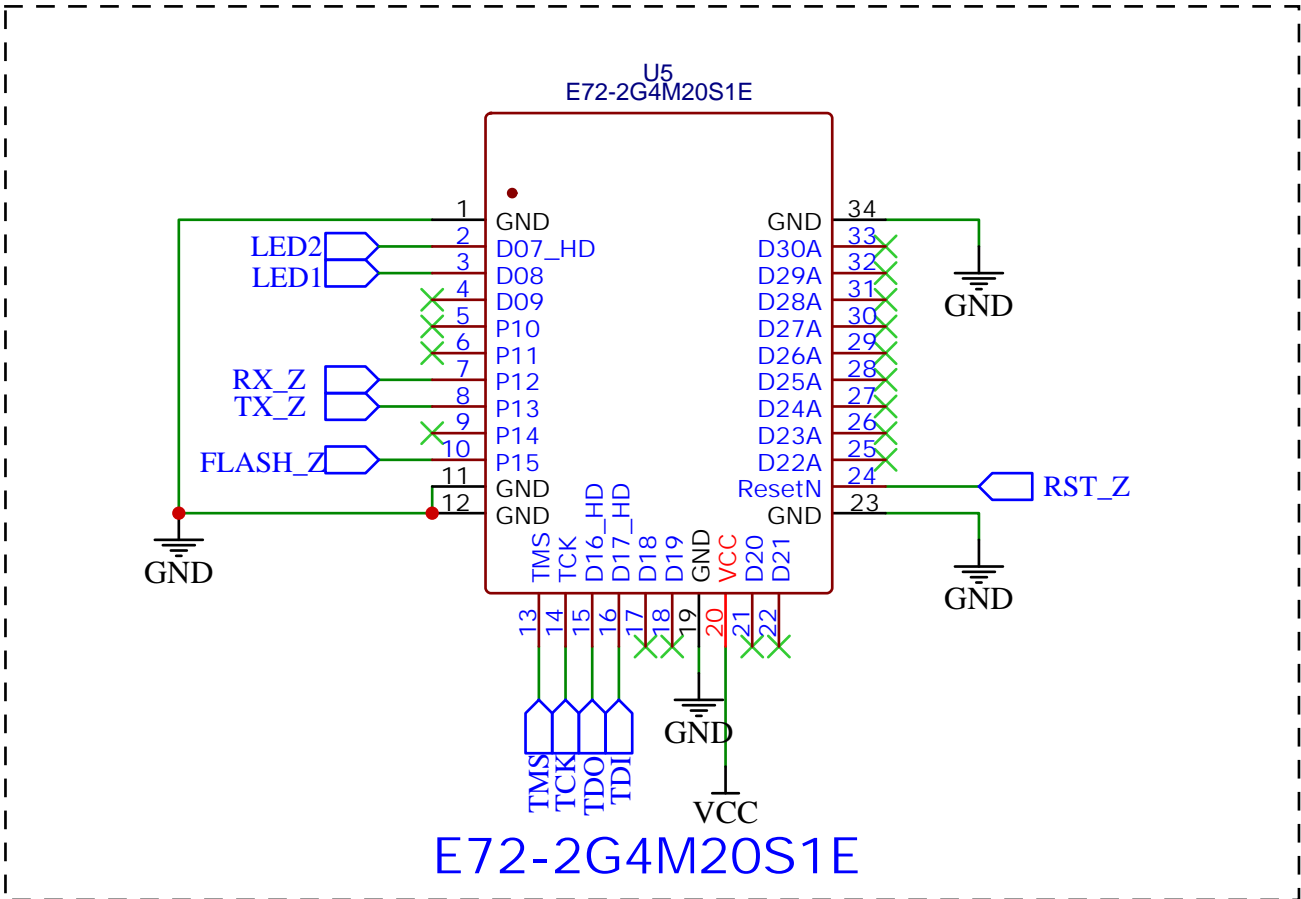 U5
E72-2G4M20S1E
1 GND
LED2 2 D07_HD
LED1 3 D08
4 D09
5 P10
6 P11
RX_Z 7 P12
TX_Z 8 P13
9 P14
FLASH_Z 10 P15
11 GND
12 GND
GND
GND 34
D30A 33
D29A 32
D28A 31
D27A 30
D26A 29
D25A 28
D24A 27
D23A 26
D22A 25
ResetN 24 RST_Z
GND 23
GND
GND
TMS 13 TMS
TCK 14 TCK
D16_HD 15 TDO
D17_HD 16 TDI
D18 17
D19 18
GND 19 GND
VCC 20 VCC
D20 21
D21 22
E72-2G4M20S1E